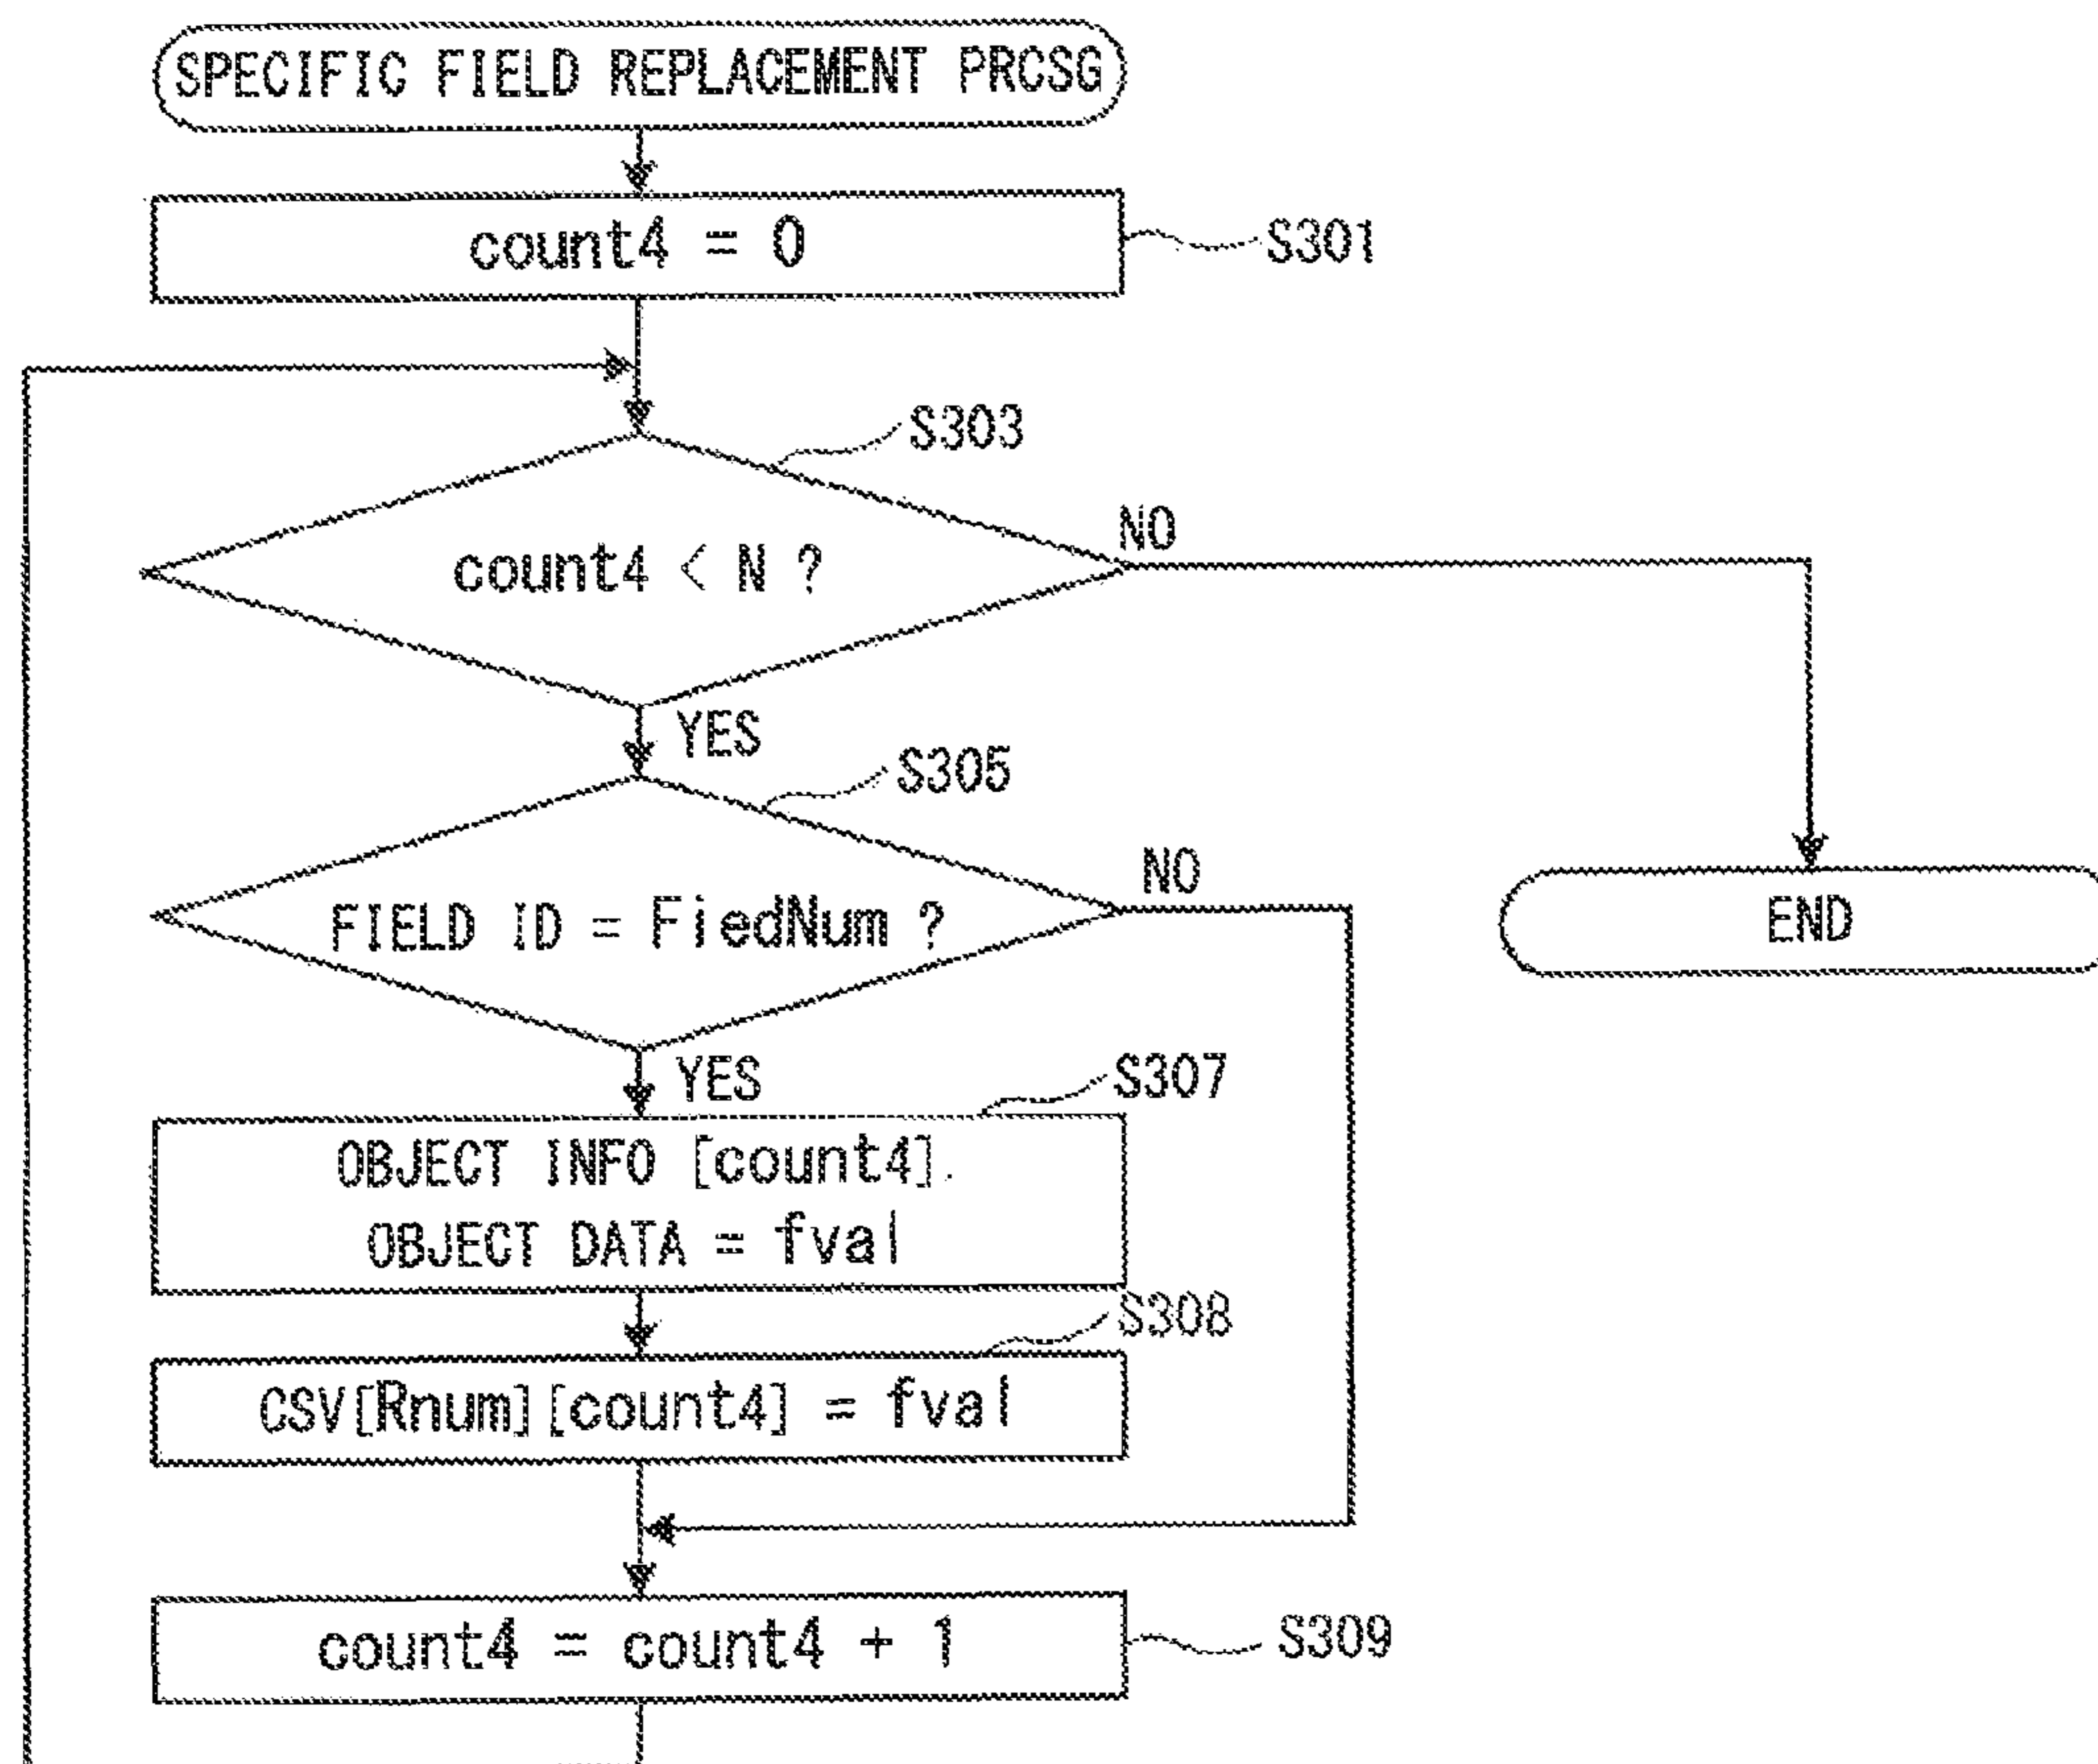 SPECIFIC FIELD REPLACEMENT PRCSG
count4 = 0
S301
S303
count4 < N ?
NO
YES
S305
FIELD ID = FiedNum ?
NO
END
YES
S307
OBJECT INFO [count4].
OBJECT DATA = fval
S308
CSV[Rnum][count4] = fval
count4 = count4 + 1
S309